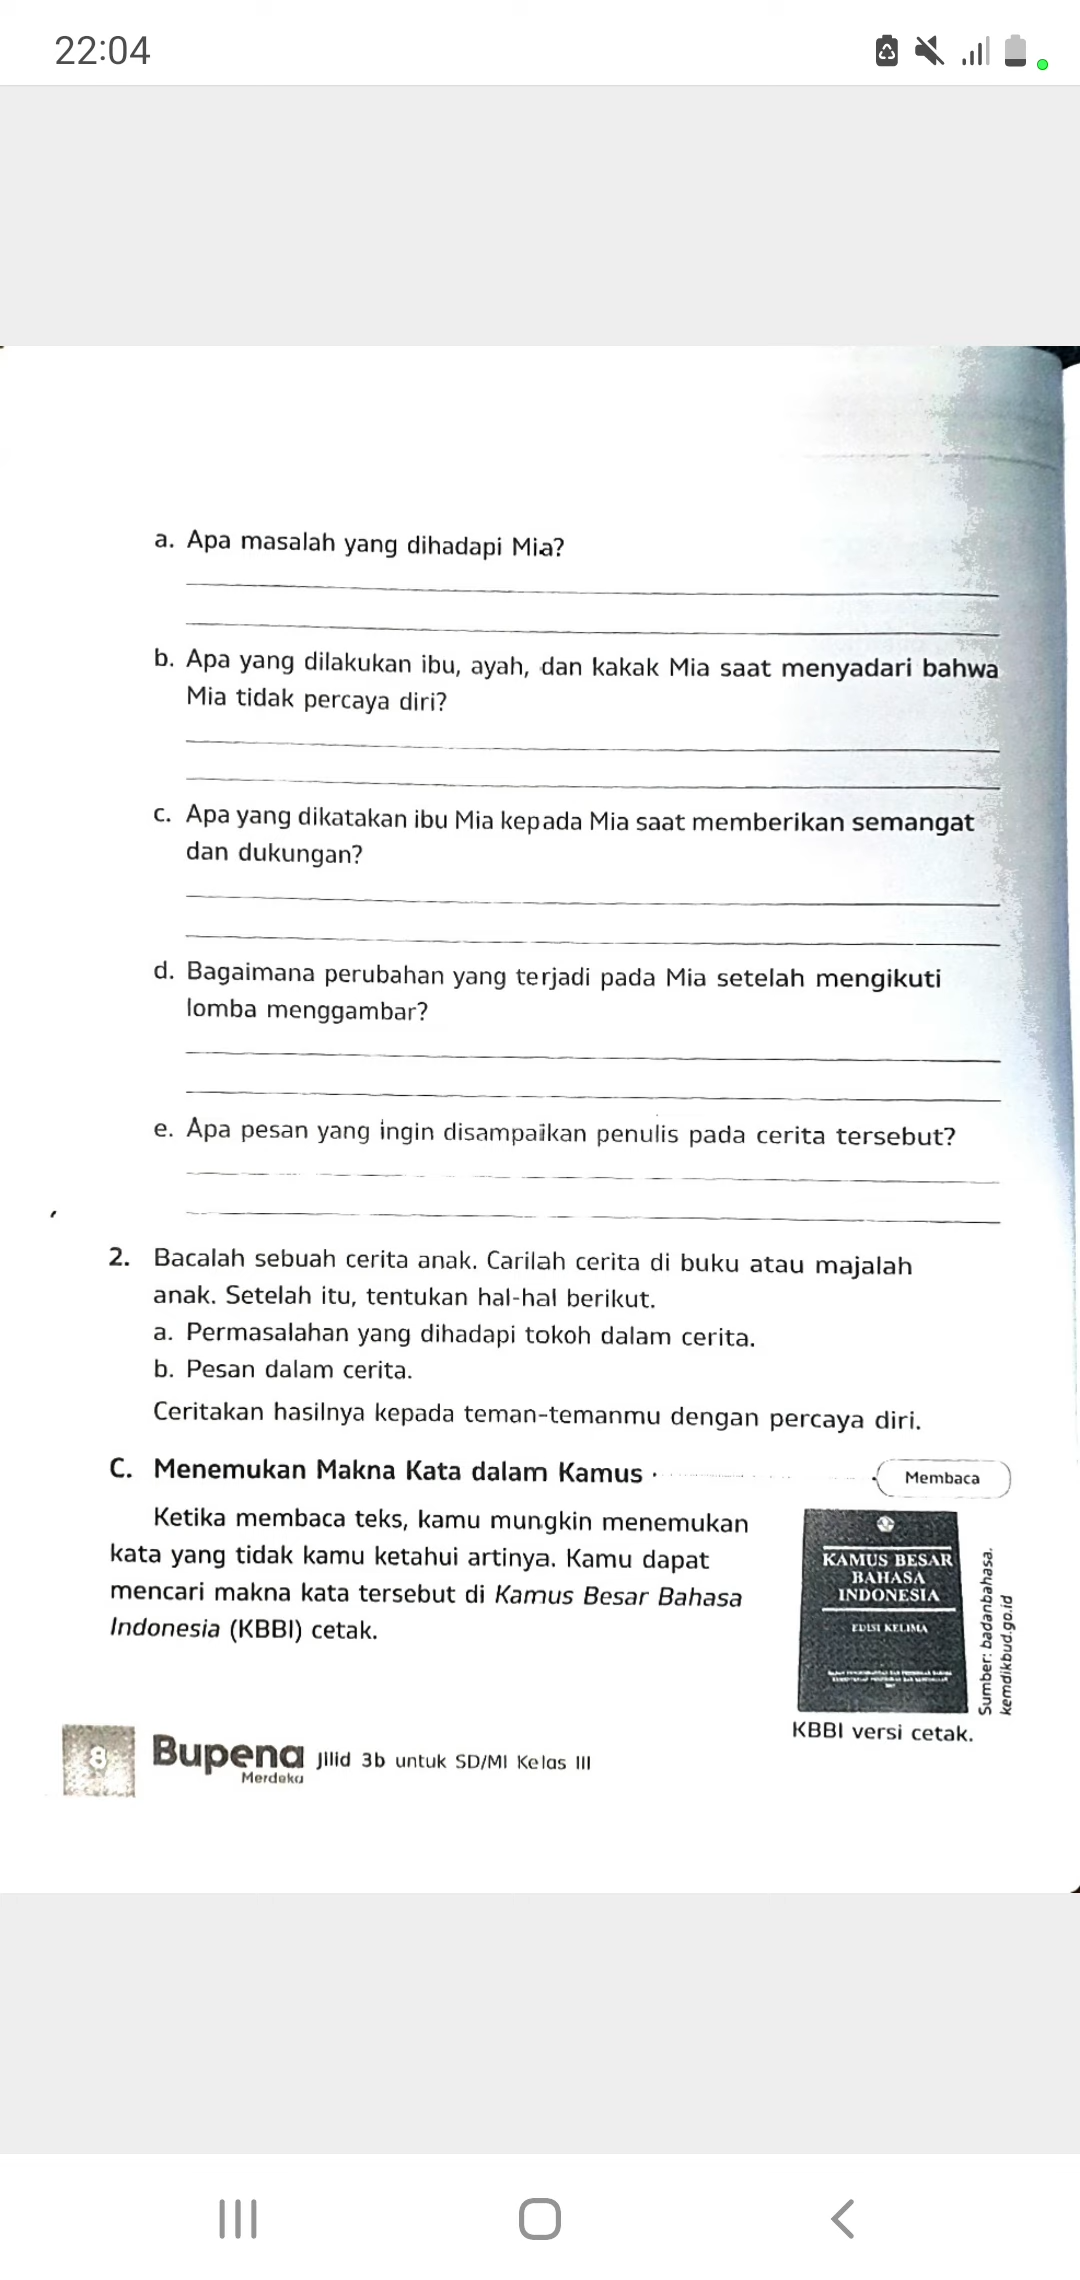 22:04
a. Apa masalah yang dihadapi Mia?
b. Apa yang dilakukan ibu, ayah, dan kakak Mia saat menyadari bahwa
Mia tidak percaya diri?
c. Apa yang dikatakan ibu Mia kepada Mia saat memberikan semangat
dan dukungan?
d. Bagaimana perubahan yang terjadi pada Mia setelah mengikuti
lomba menggambar?
e. Apa pesan yang ingin disampaikan penulis pada cerita tersebut?
2. Bacalah sebuah cerita anak. Carilah cerita di buku atau majalah
anak. Setelah itu, tentukan hal-hal berikut.
a. Permasalahan yang dihadapi tokoh dalam cerita.
b. Pesan dalam cerita.
Ceritakan hasilnya kepada teman-temanmu dengan percaya diri.
C. Menemukan Makna Kata dalam Kamus
Membaca
Ketika membaca teks, kamu mungkin menemukan
kata yang tidak kamu ketahui artinya. Kamu dapat
mencari makna kata tersebut di Kamus Besar Bahasa
Indonesia (KBBI) cetak.
KAMUS BESAR
BAHASA
INDONESIA
EDISI KELIMA
Sumber: badanbahasa.
kemdikbud.go.id
KBBI versi cetak.
8
Bupena
Merdeka
Jilid 3b untuk SD/MI Kelas III